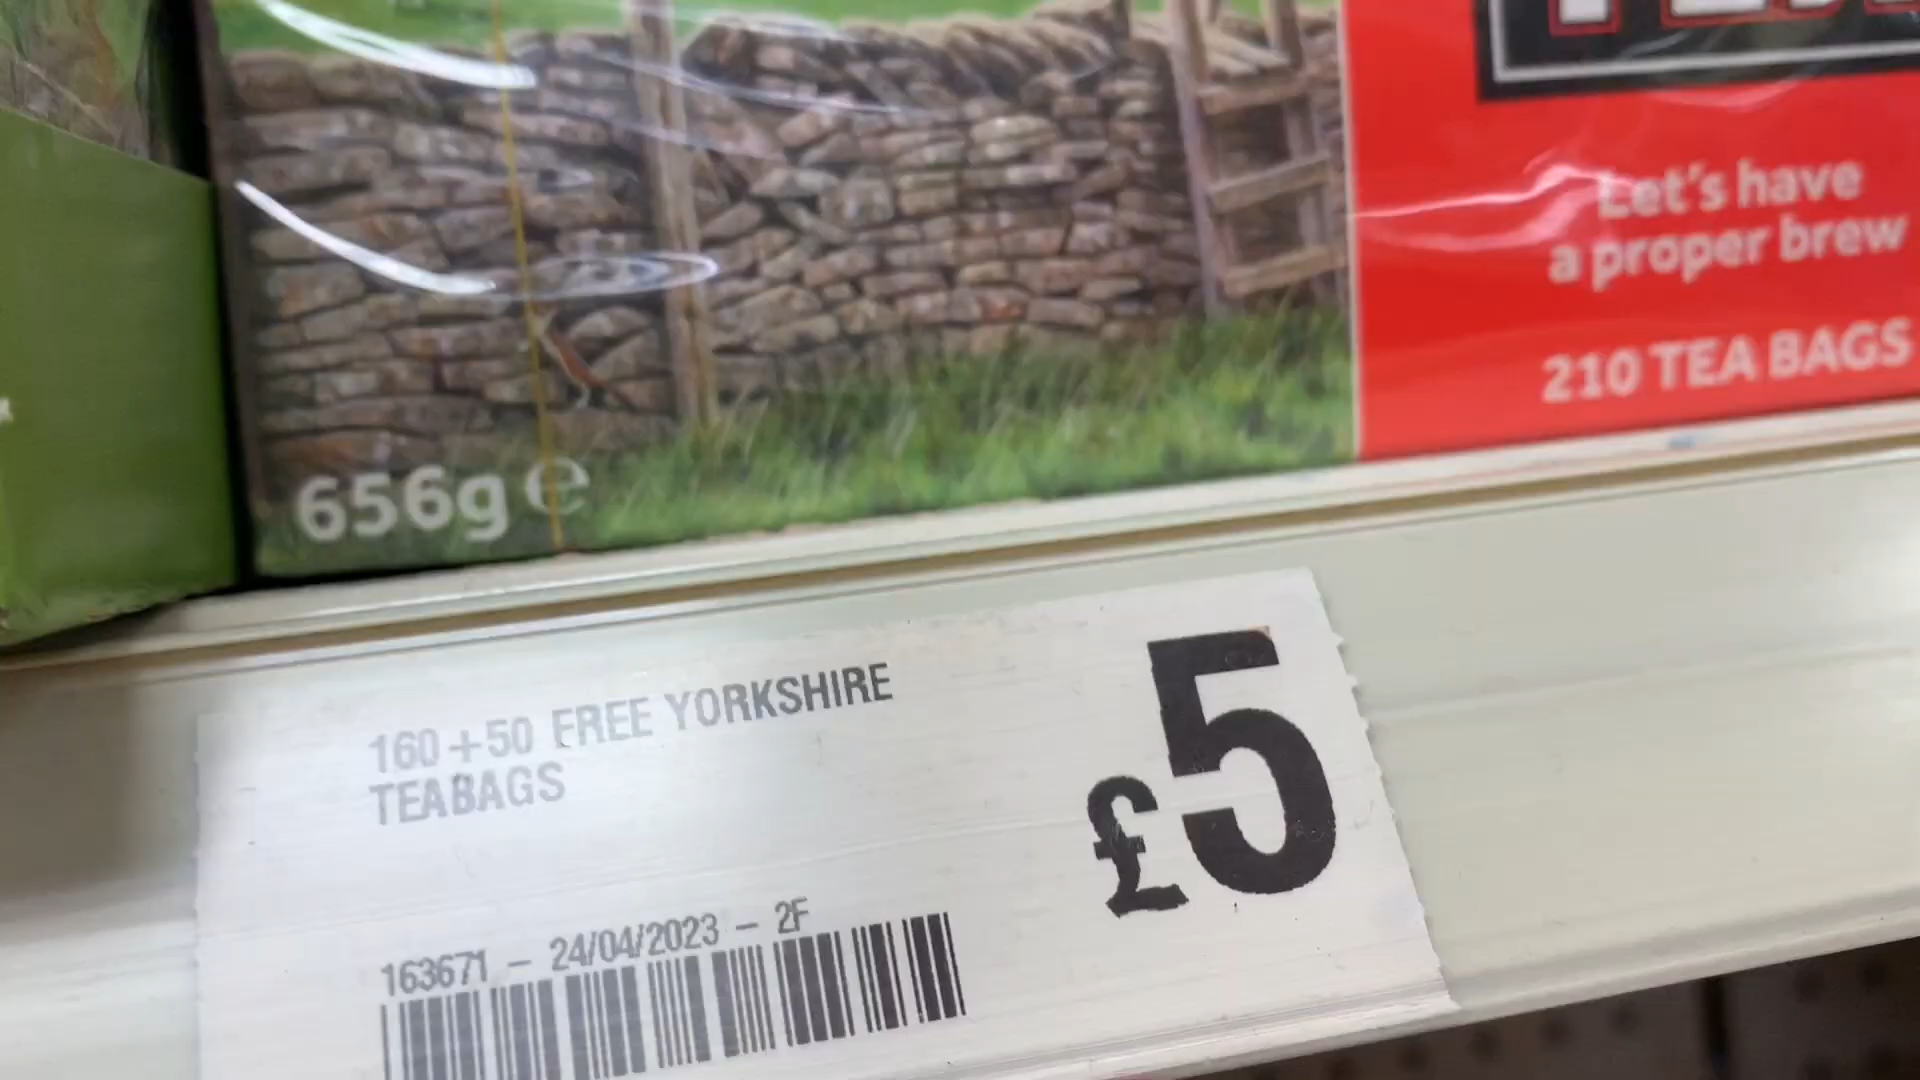 Let's have
a proper brew
210 TEA BAGS
656g e
160+50 FREE YORKSHIRE
TEABAGS
£5
163671 - 24/04/2023 - 2F